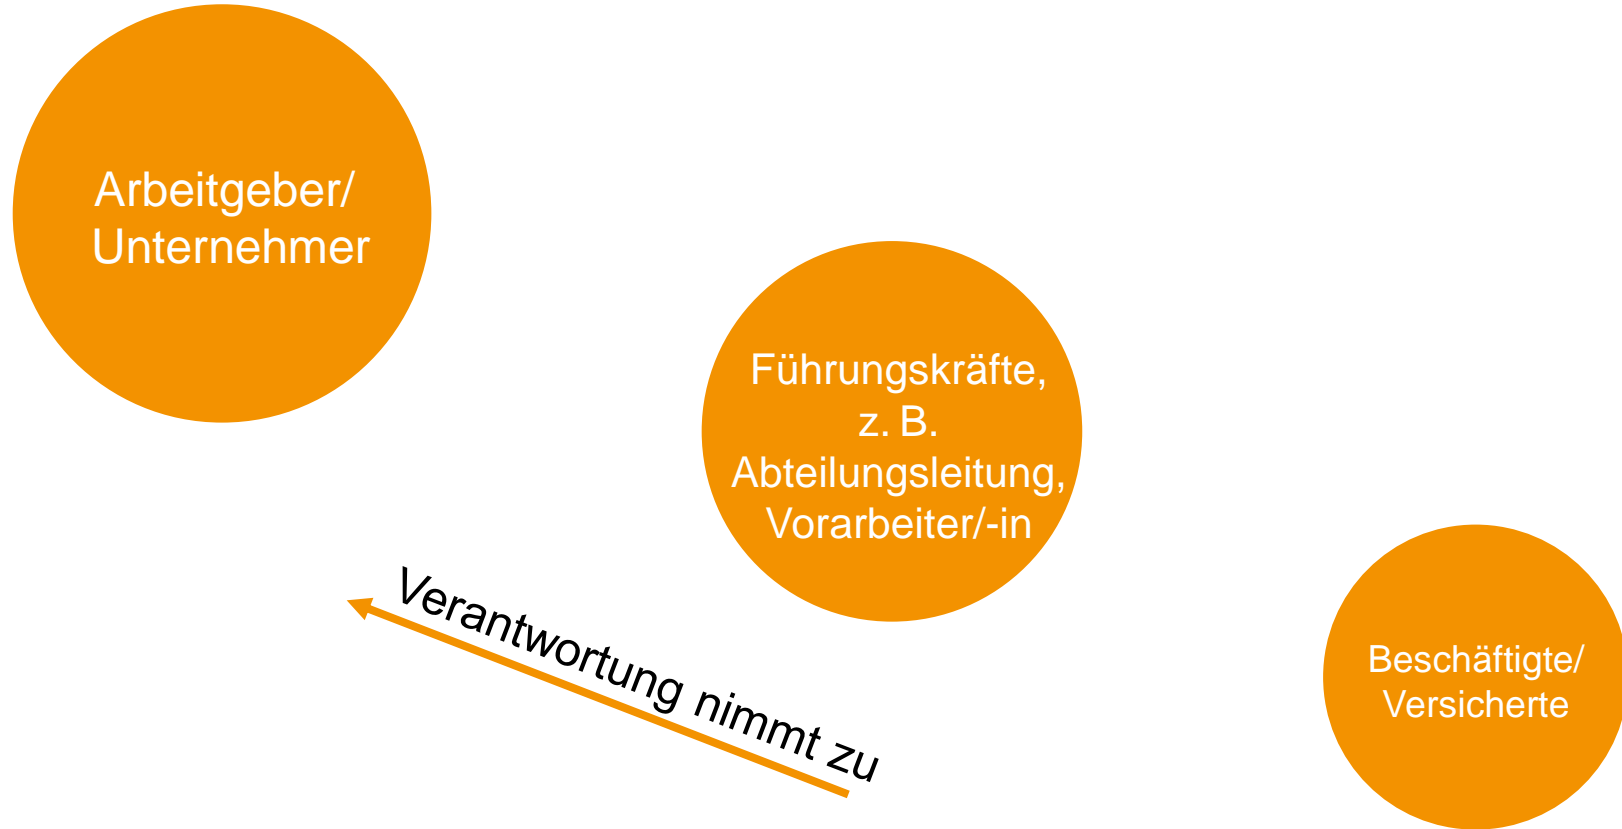 Arbeitgeber/
Unternehmer
Führungskräfte,
z. B.
Abteilungsleitung,
Vorarbeiter/-in
Verantwortung nimmt zu
Beschäftigte/
Versicherte